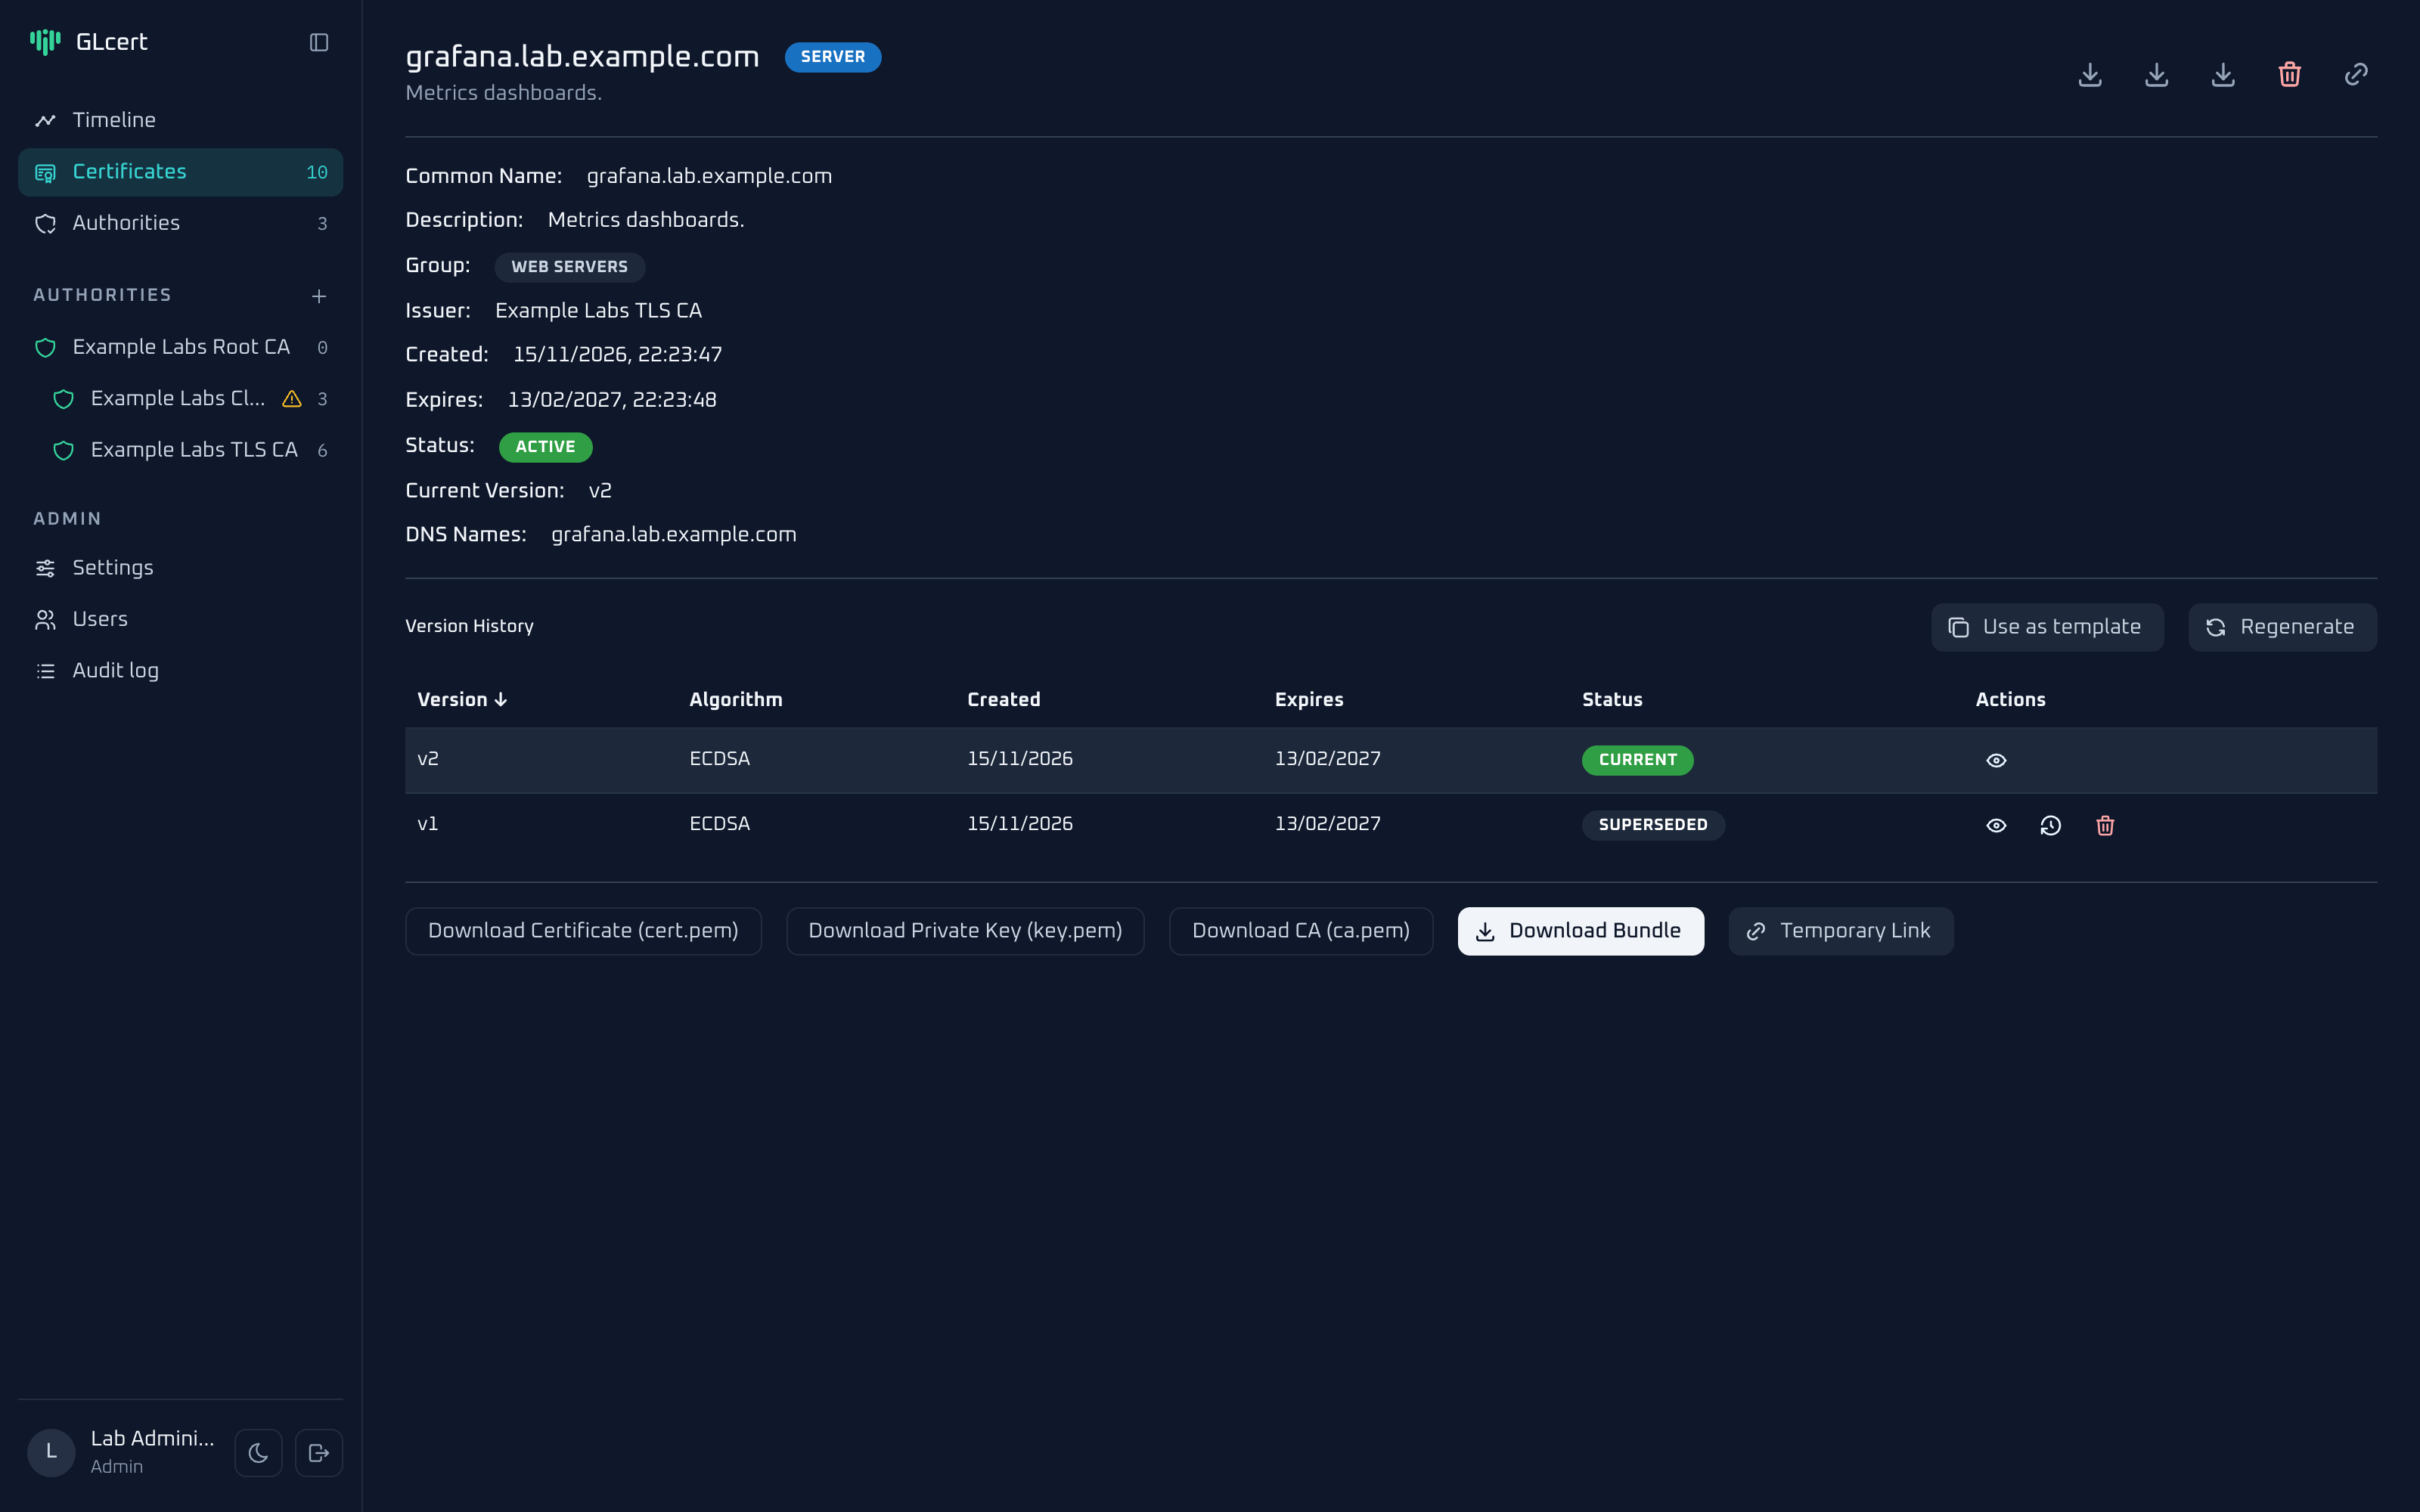 GLcert
Timeline
Certificates 10
Authorities 3
AUTHORITIES
Example Labs Root CA 0
Example Labs Cl... 3
Example Labs TLS CA 6
ADMIN
Settings
Users
Audit log
L
Lab Admini...
Admin
grafana.lab.example.com SERVER
Metrics dashboards.
Common Name: grafana.lab.example.com
Description: Metrics dashboards.
Group: WEB SERVERS
Issuer: Example Labs TLS CA
Created: 15/11/2026, 22:23:47
Expires: 13/02/2027, 22:23:48
Status: ACTIVE
Current Version: v2
DNS Names: grafana.lab.example.com
Version History Use as template Regenerate
Version Algorithm Created Expires Status Actions
v2 ECDSA 15/11/2026 13/02/2027 CURRENT
v1 ECDSA 15/11/2026 13/02/2027 SUPERSEDED
Download Certificate (cert.pem) Download Private Key (key.pem) Download CA (ca.pem) Download Bundle Temporary Link